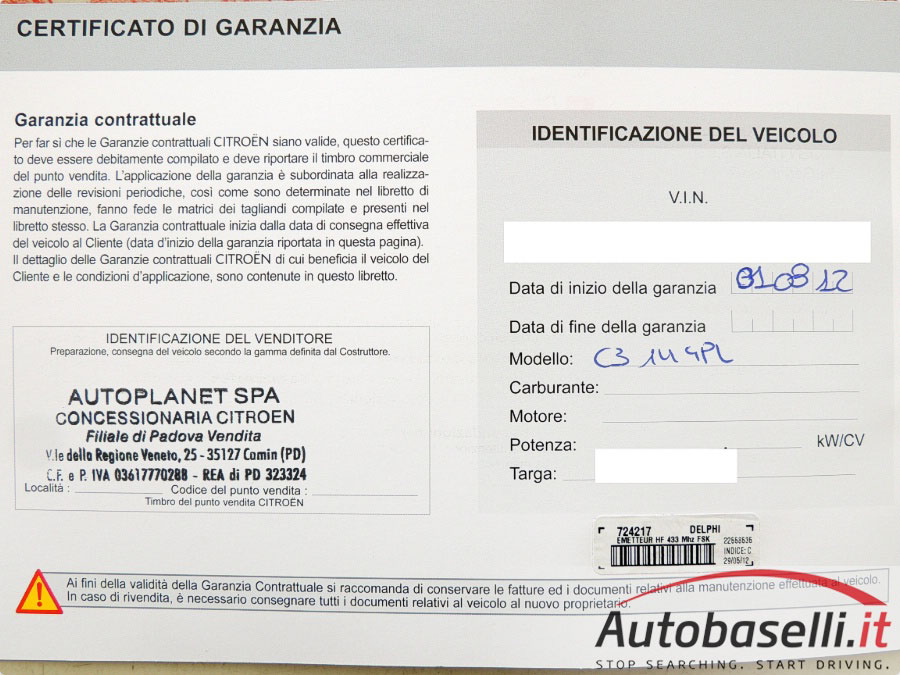 CERTIFICATO DI GARANZIA
Garanzia contrattuale
Per far sì che le Garanzie contrattuali CITROËN siano valide, questo certifica-
to deve essere debitamente compilato e deve riportare il timbro commerciale
del punto vendita. L'applicazione della garanzia è subordinata alla realizza-
zione delle revisioni periodiche, così come sono determinate nel libretto di
manutenzione, fanno fede le matrici dei tagliandi compilate e presenti nel
libretto stesso. La Garanzia contrattuale inizia dalla data di consegna effettiva
del veicolo al Cliente (data d'inizio della garanzia riportata in questa pagina).
Il dettaglio delle Garanzie contrattuali CITROËN di cui beneficia il veicolo del
Cliente e le condizioni d'applicazione, sono contenute in questo libretto.
IDENTIFICAZIONE DEL VENDITORE
Preparazione, consegna del veicolo secondo la gamma definita dal Costruttore.
AUTOPLANET SPA
CONCESSIONARIA CITROEN
Filiale di Padova Vendita
V.le della Regione Veneto, 25 - 35127 Camin (PD)
C.F. e P. IVA 03617770288 - REA di PD 323324
Località : Codice del punto vendita :
Timbro del punto vendita CITROËN
IDENTIFICAZIONE DEL VEICOLO
V.I.N.
Data di inizio della garanzia 310812
Data di fine della garanzia
Modello: C3 1.4 GPL
Carburante:
Motore:
Potenza: , kW/CV
Targa:
724217 DELPHI
EMETTEUR HF 433 Mhz FSK
22668636
INDICE: C
29/05/12
Ai fini della validità della Garanzia Contrattuale si raccomanda di conservare le fatture ed i documenti relativi alla manutenzione effettuata al veicolo.
In caso di rivendita, è necessario consegnare tutti i documenti relativi al veicolo al nuovo proprietario.
Autobaselli.it
STOP SEARCHING. START DRIVING.